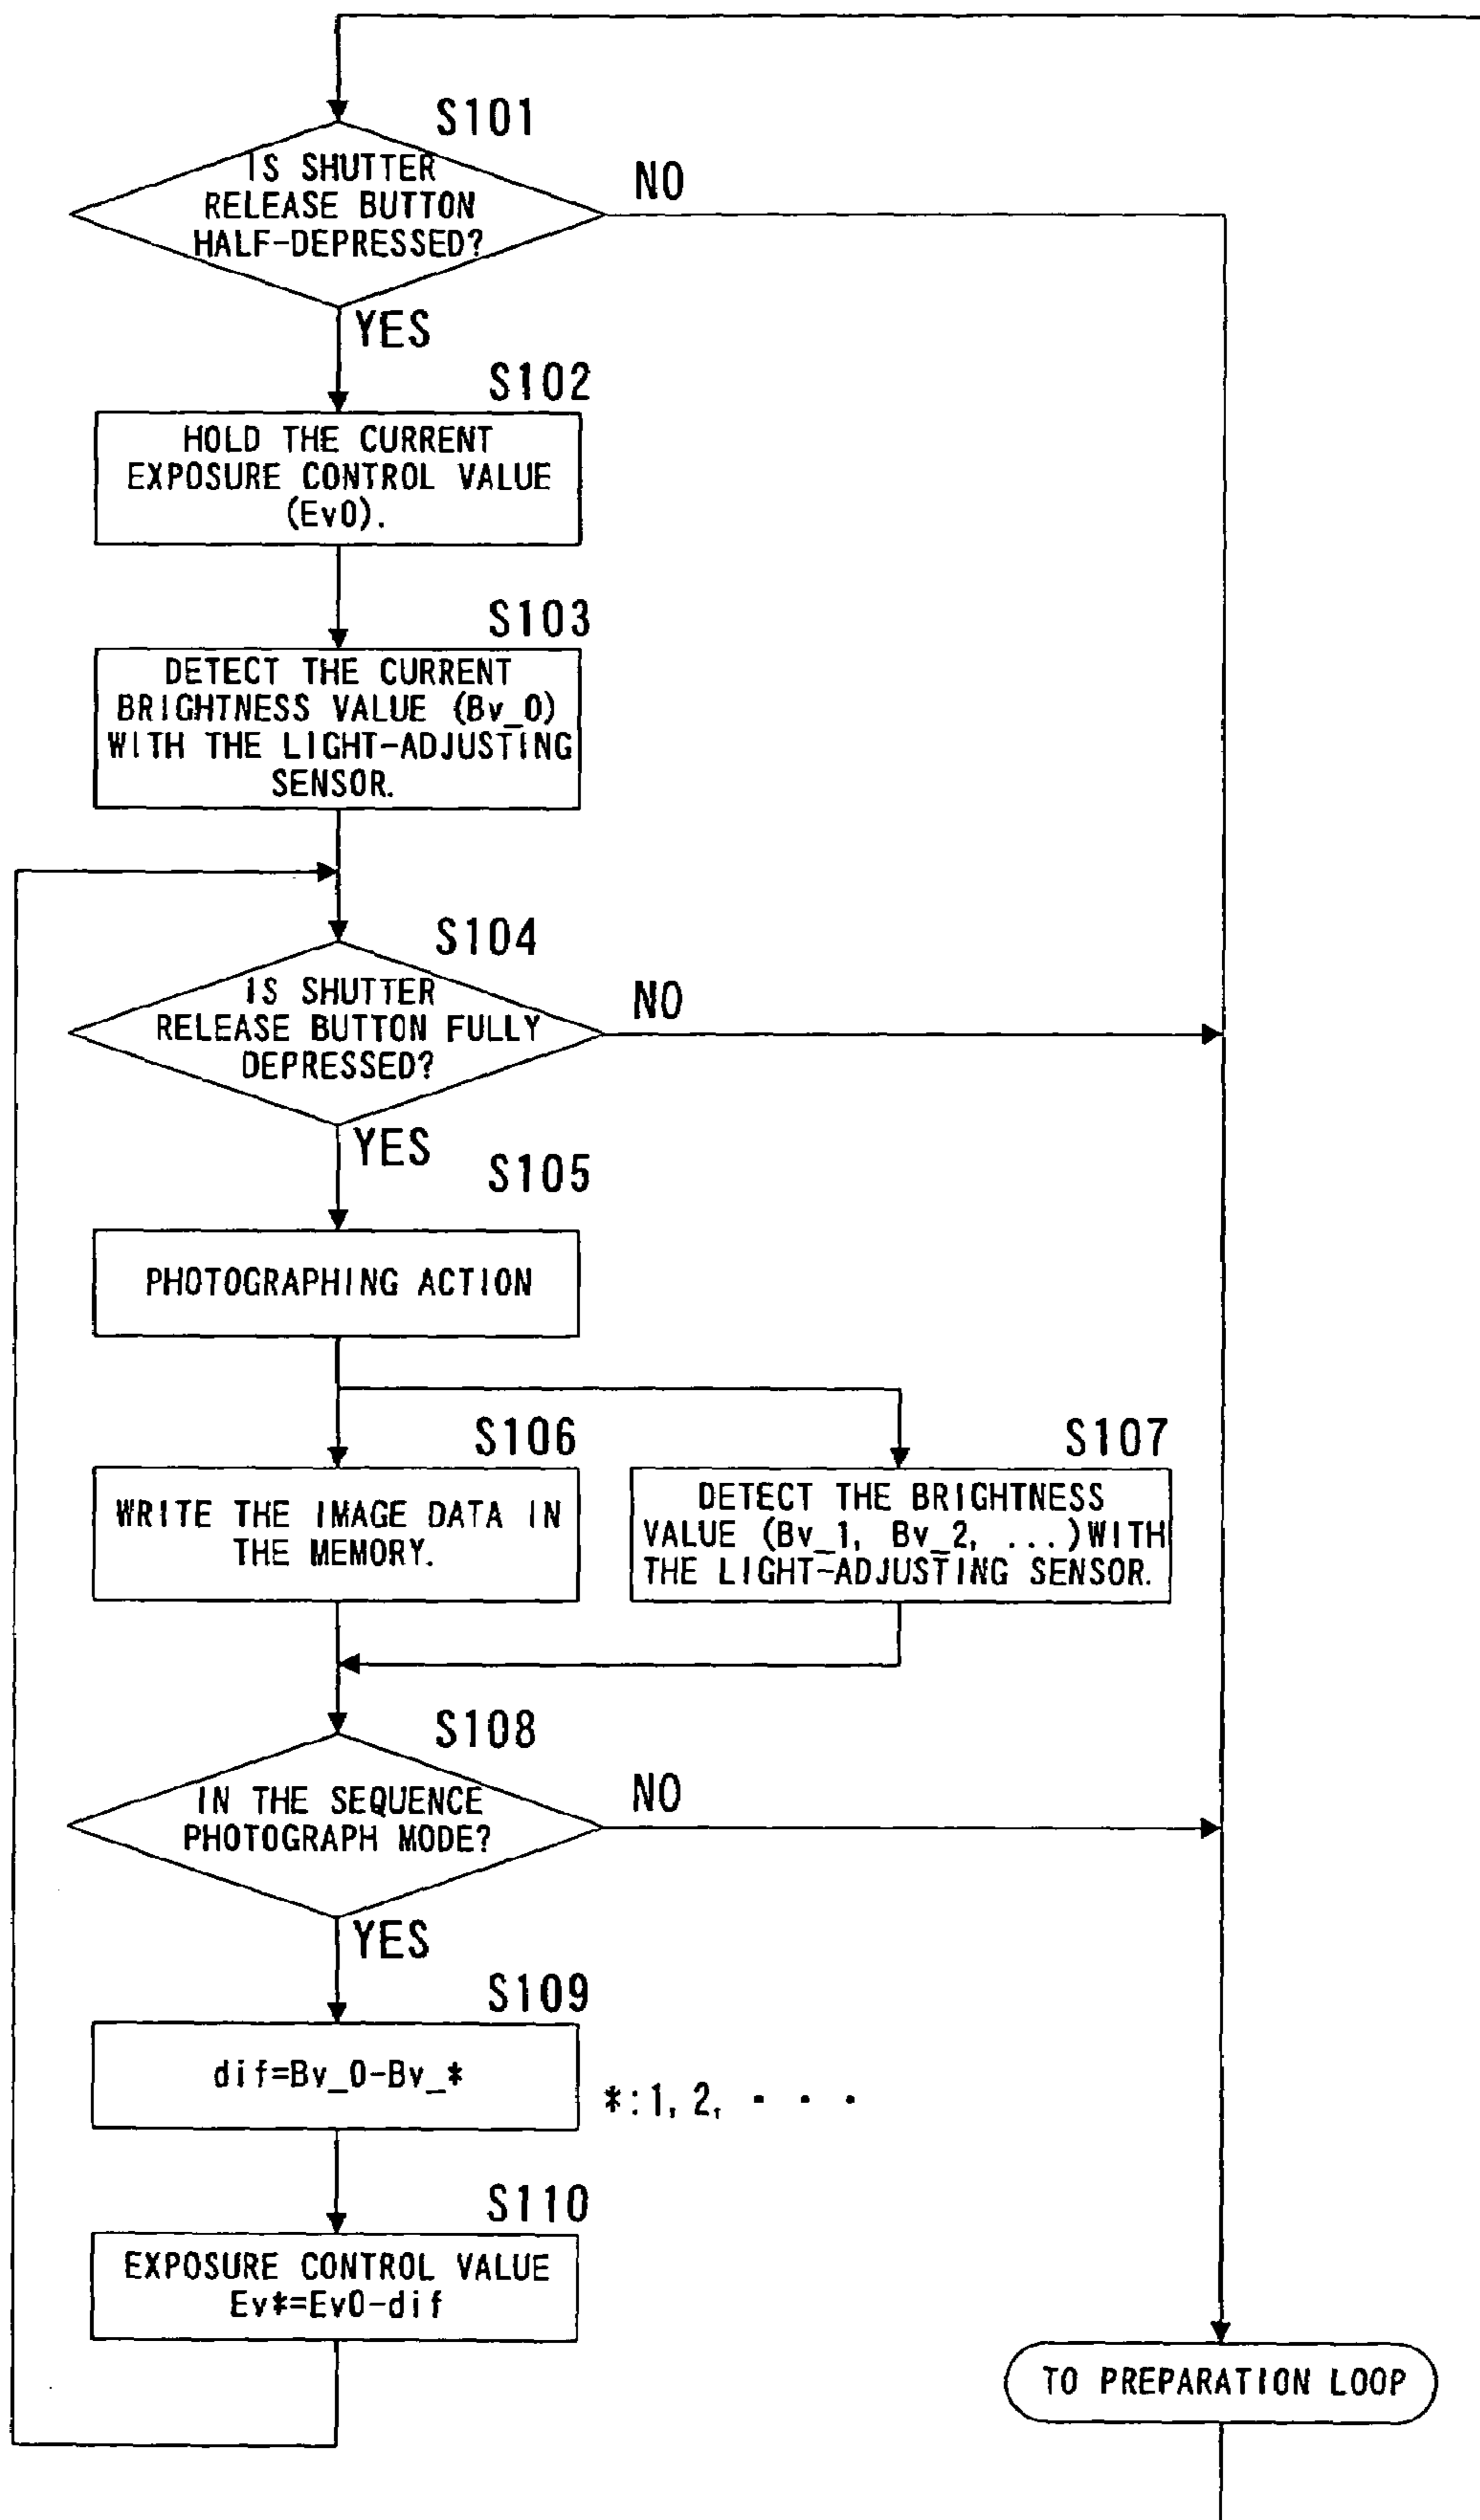 S101
IS SHUTTER
RELEASE BUTTON
HALF-DEPRESSED?
NO
YES
S102
HOLD THE CURRENT
EXPOSURE CONTROL VALUE
(Ev0).
S103
DETECT THE CURRENT
BRIGHTNESS VALUE (Bv_0)
WITH THE LIGHT-ADJUSTING
SENSOR.
S104
IS SHUTTER
RELEASE BUTTON FULLY
DEPRESSED?
NO
YES
S105
PHOTOGRAPHING ACTION
S106
WRITE THE IMAGE DATA IN
THE MEMORY.
S107
DETECT THE BRIGHTNESS
VALUE (Bv_1, Bv_2, ...)WITH
THE LIGHT-ADJUSTING SENSOR.
S108
IN THE SEQUENCE
PHOTOGRAPH MODE?
NO
YES
S109
dif=Bv_0-Bv_*
*:1, 2, · · ·
S110
EXPOSURE CONTROL VALUE
Ev*=Ev0-dif
TO PREPARATION LOOP